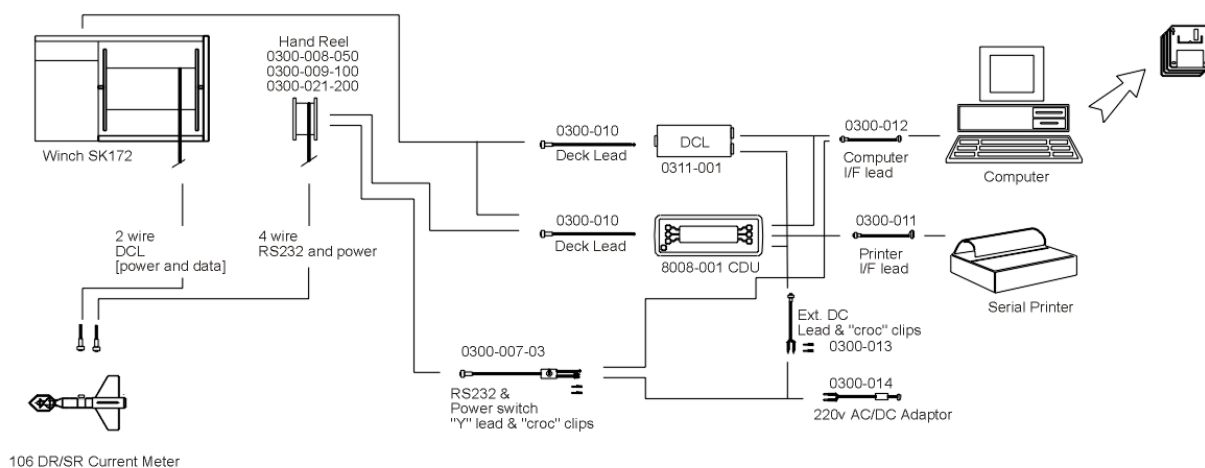 Hand Reel
0300-008-050
0300-009-100
0300-021-200
Winch SK172
0300-010
Deck Lead
DCL
0311-001
0300-012
Computer
I/F lead
Computer
2 wire
DCL
[power and data]
4 wire
RS232 and power
0300-010
Deck Lead
8008-001 CDU
0300-011
Printer
I/F lead
Serial Printer
Ext. DC
Lead & "croc" clips
0300-013
0300-007-03
RS232 &
Power switch
"Y" lead & "croc" clips
0300-014
220v AC/DC Adaptor
106 DR/SR Current Meter